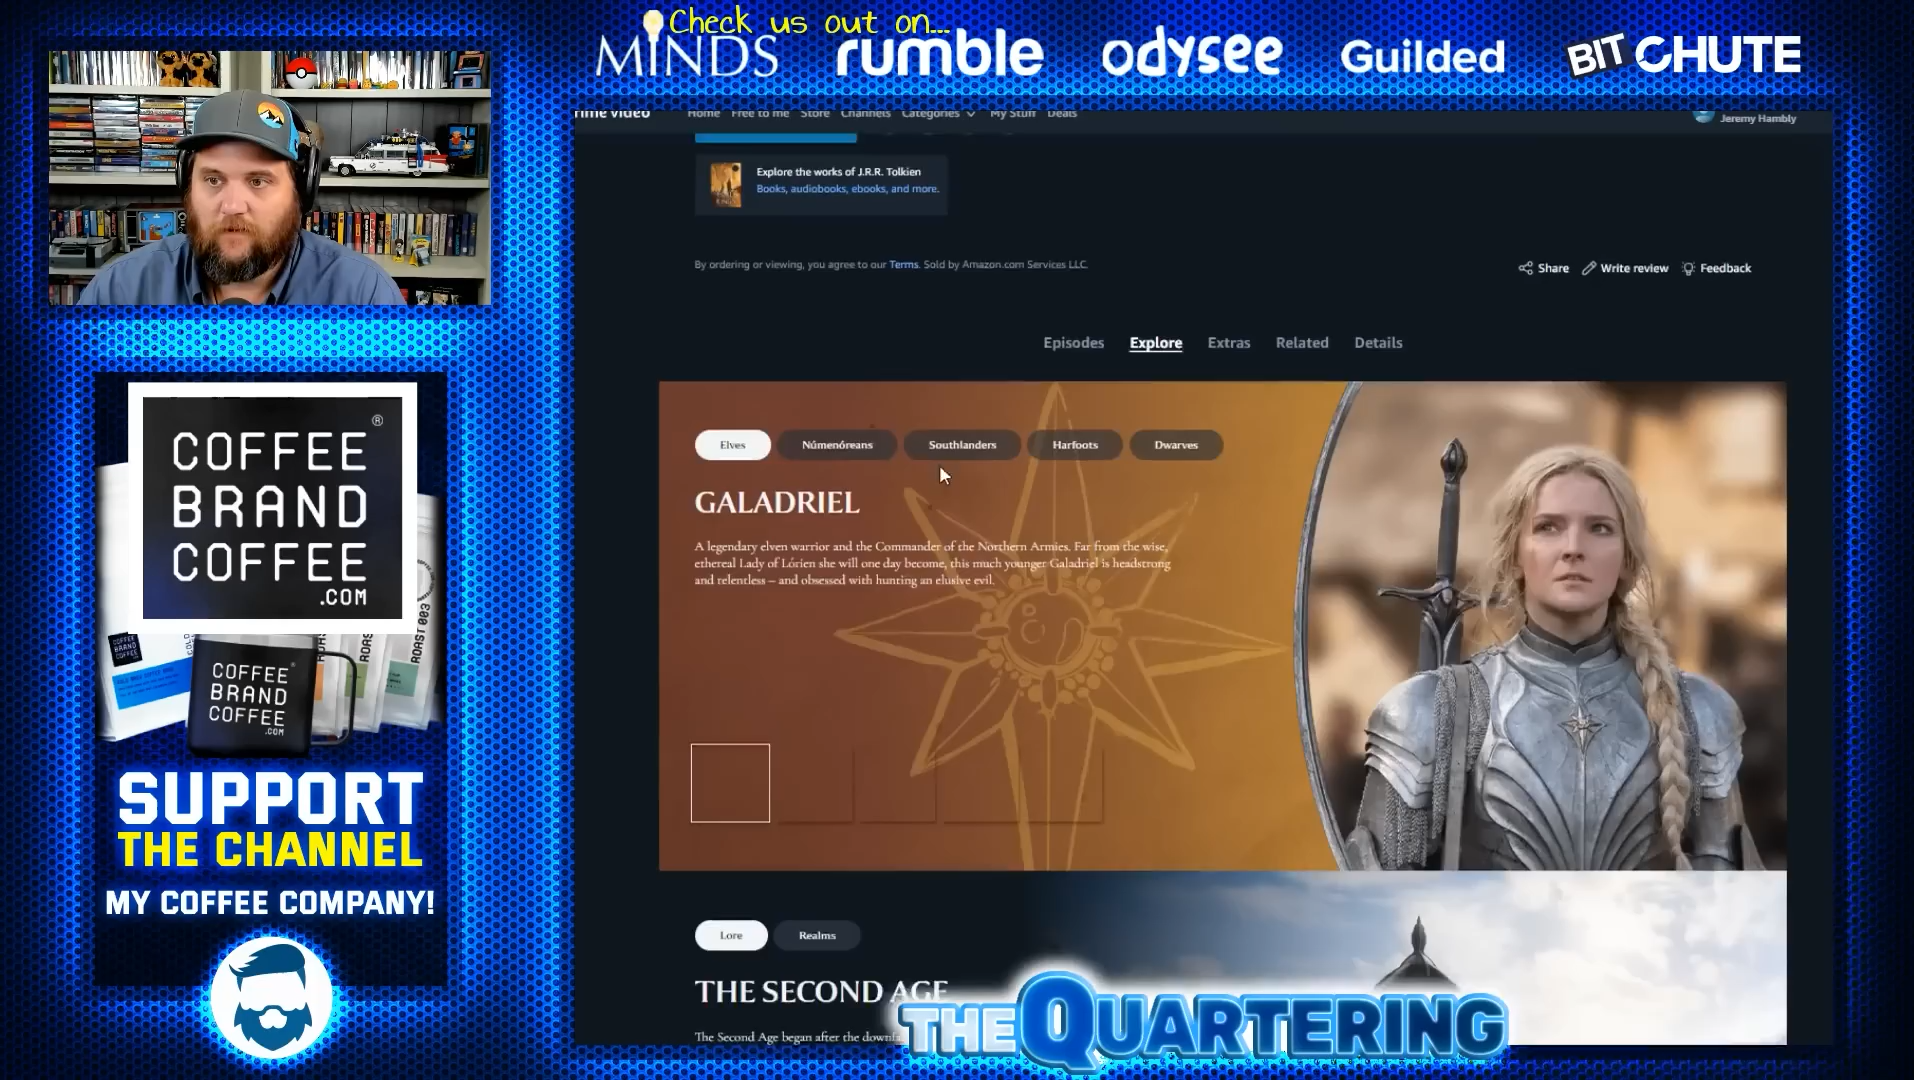 Check us out on...
MINDS
rumble
odysee
Guilded
BITCHUTE
Home
Free to me
Store
Channels
Categories
My Stuff
Deals
Jeremy Hambly
Explore the works of J.R.R. Tolkien
Books, audiobooks, ebooks, and more.
By ordering or viewing, you agree to our Terms. Sold by Amazon.com Services LLC.
Share
Write review
Feedback
Episodes
Explore
Extras
Related
Details
Elves
Númenóreans
Southlanders
Harfoots
Dwarves
GALADRIEL
A legendary elven warrior and the Commander of the Northern Armies. Far from the wise,
ethereal Lady of Lórien she will one day become, this much younger Galadriel is headstrong
and relentless – and obsessed with hunting an elusive evil.
Lore
Realms
THE SECOND AGE
The Second Age began after the
THE QUARTERING
COFFEE
BRAND
COFFEE
.COM
®
ROAST 003
COFFEE
BRAND
COFFEE
.COM
SUPPORT
THE CHANNEL
MY COFFEE COMPANY!